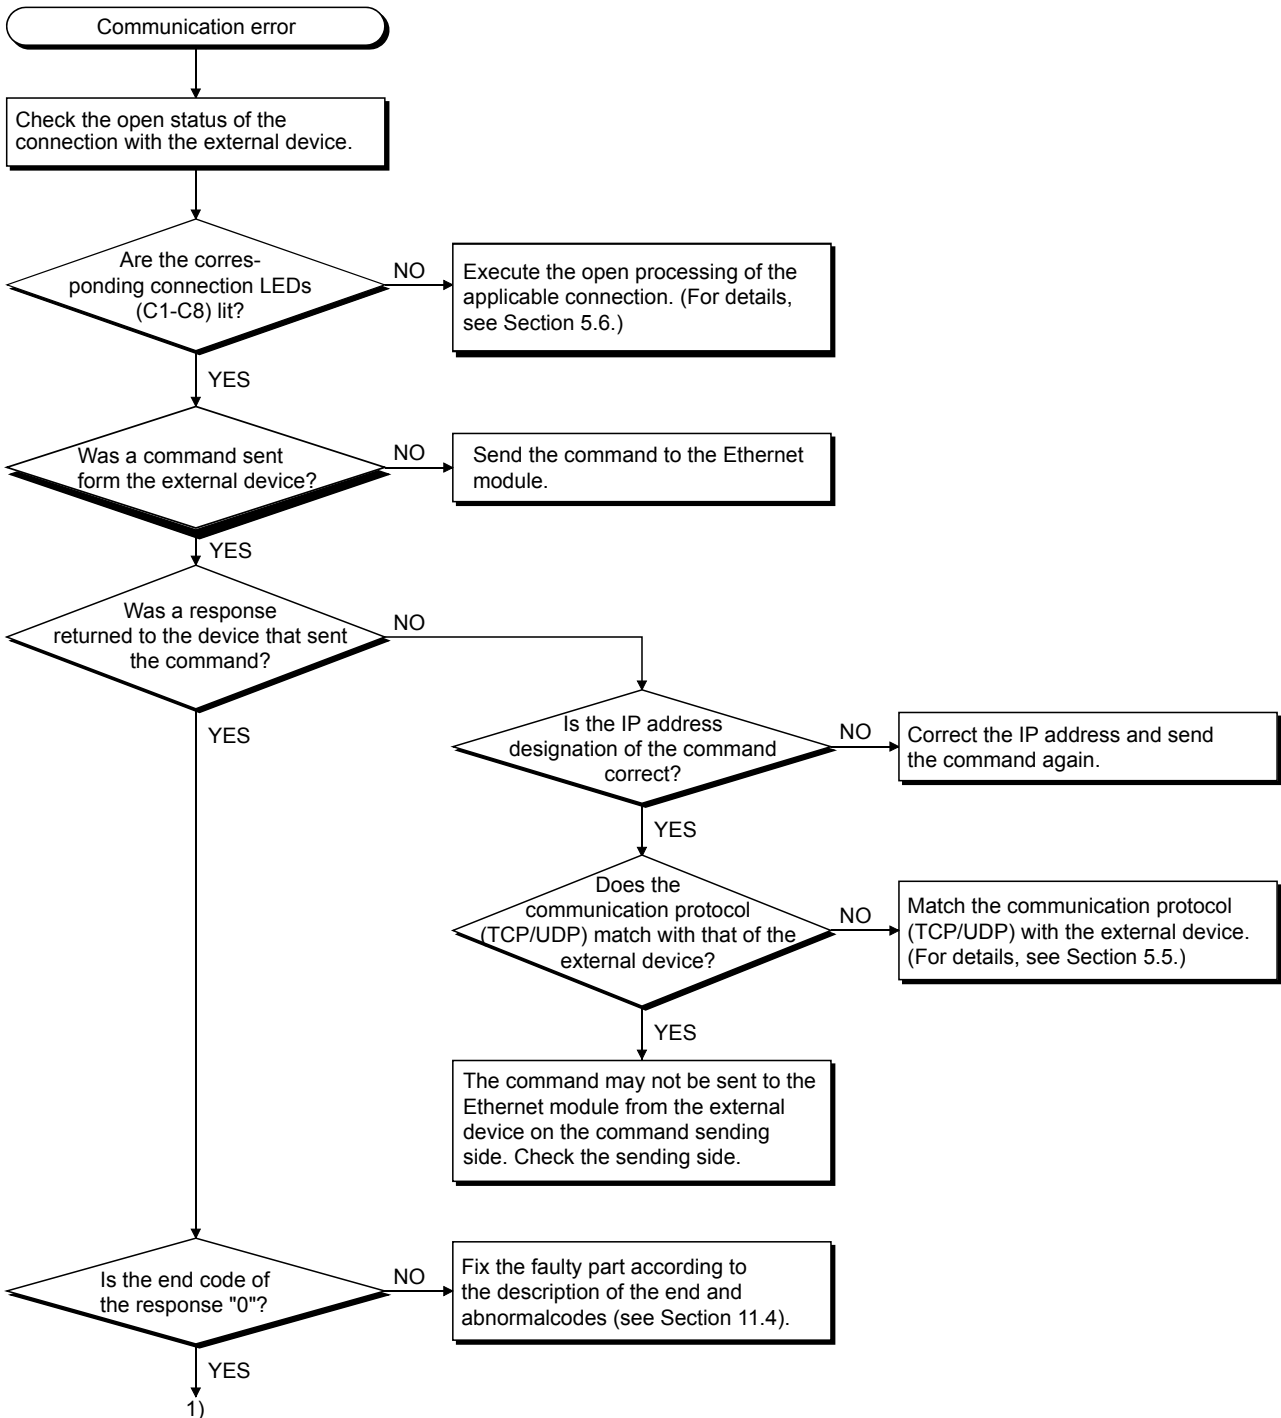 Communication error
Check the open status of the
connection with the external device.
Are the corres-
ponding connection LEDs
(C1-C8) lit?
NO
Execute the open processing of the
applicable connection. (For details,
see Section 5.6.)
YES
Was a command sent
form the external device?
NO
Send the command to the Ethernet
module.
YES
Was a response
returned to the device that sent
the command?
NO
YES
Is the IP address
designation of the command
correct?
NO
Correct the IP address and send
the command again.
YES
Does the
communication protocol
(TCP/UDP) match with that of the
external device?
NO
Match the communication protocol
(TCP/UDP) with the external device.
(For details, see Section 5.5.)
YES
The command may not be sent to the
Ethernet module from the external
device on the command sending
side. Check the sending side.
Is the end code of
the response "0"?
NO
Fix the faulty part according to
the description of the end and
abnormalcodes (see Section 11.4).
YES
1)